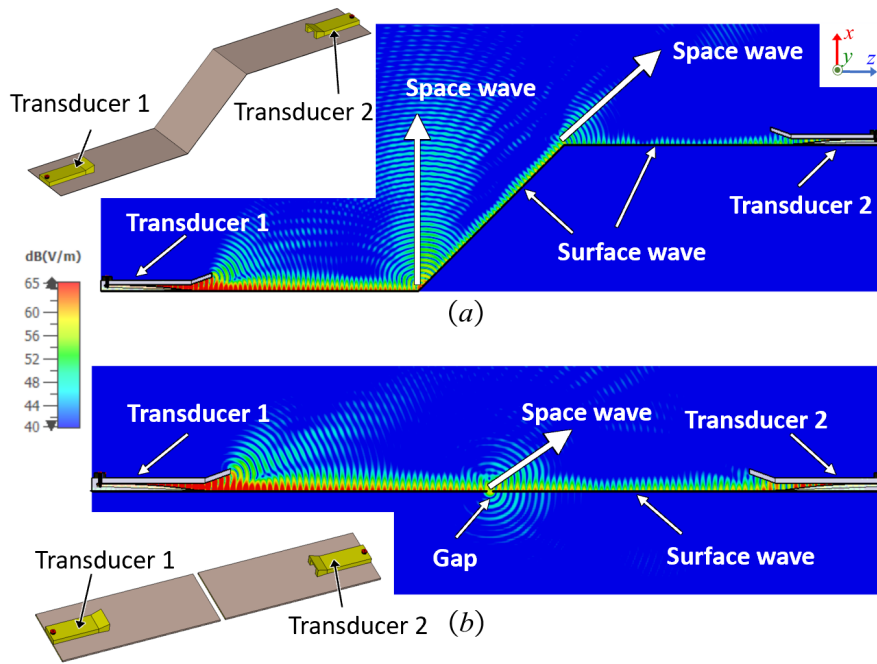 Transducer 1
Transducer 2
Space wave
Space wave
x
y
z
Transducer 1
Surface wave
Transducer 2
dB(V/m)
65
60
56
52
48
44
40
(a)
Transducer 1
Space wave
Transducer 2
Gap
Surface wave
Transducer 1
Transducer 2
(b)